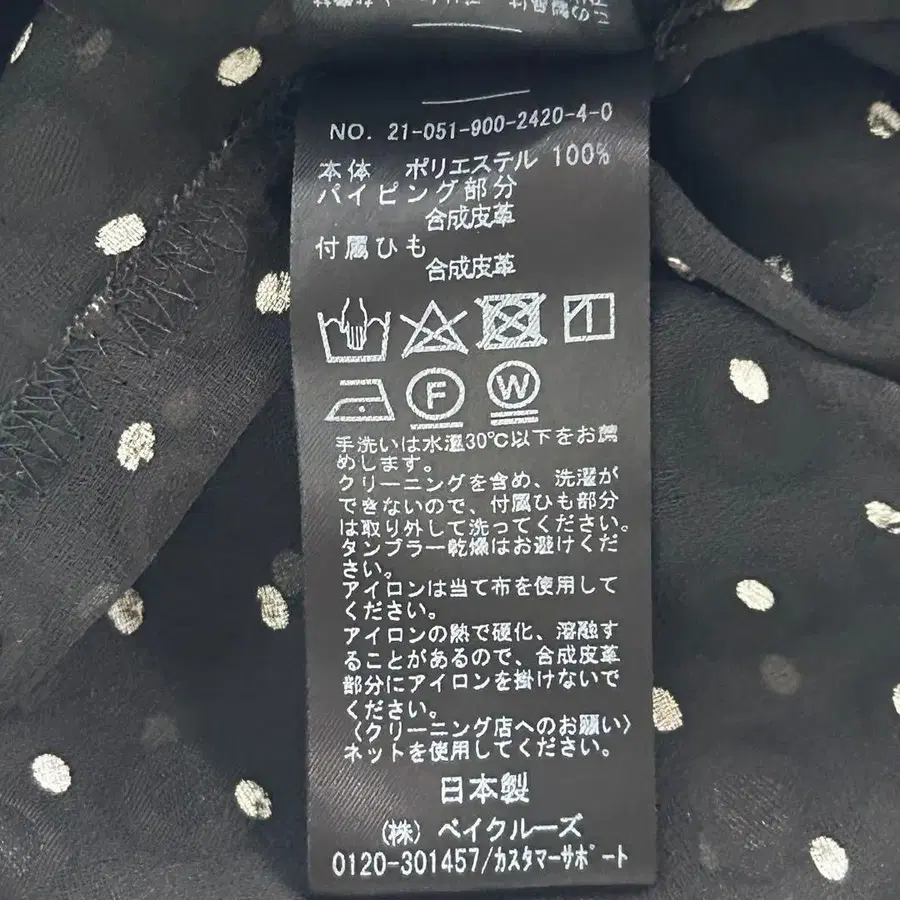 NO. 21-051-900-2420-4-0
本体 ポリエステル 100%
パイピング部分
合成皮革
付属ひも
合成皮革
F W
手洗いは水温30℃以下をお薦
めします。
クリーニングを含め、洗濯が
できないので、付属ひも部分
は取り外して洗ってください。
タンブラー乾燥はお避けくだ
さい。
アイロンは当て布を使用して
ください。
アイロンの熱で硬化、溶融す
ることがあるので、合成皮革
部分にアイロンを掛けないで
ください。
〈クリーニング店へのお願い〉
ネットを使用してください。
日本製
(株) ベイクルーズ
0120-301457/カスタマーサポート